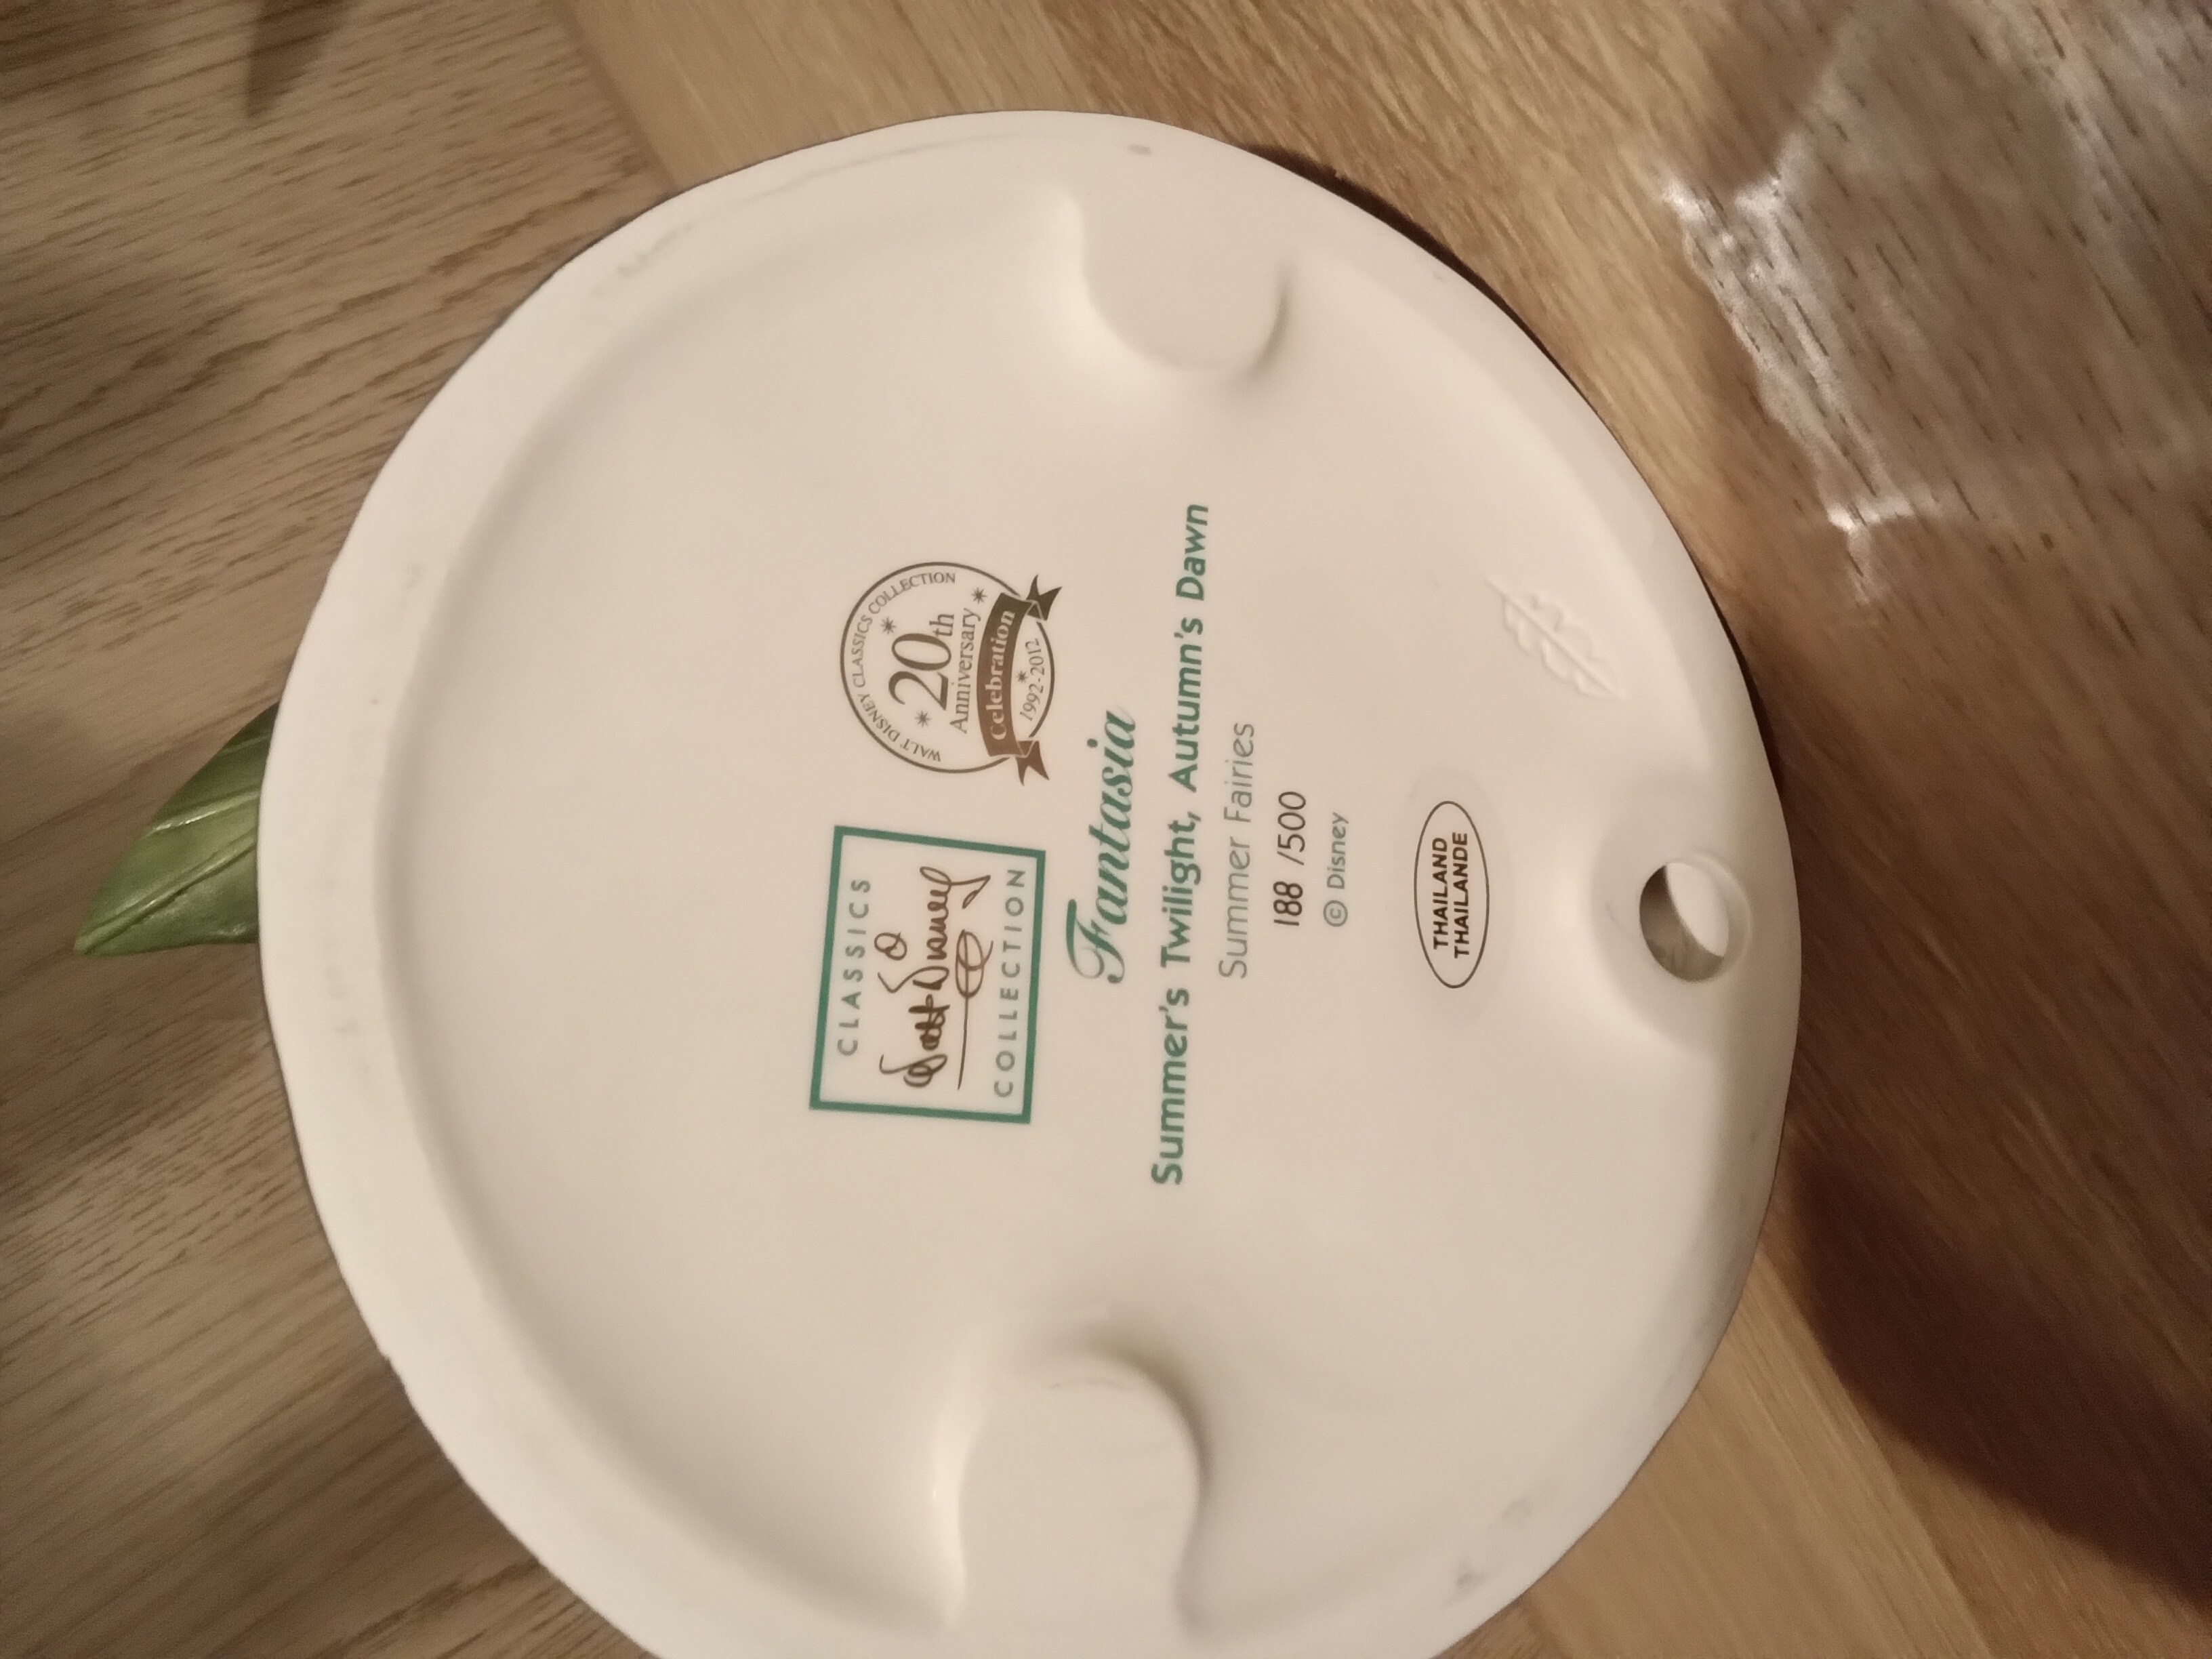 CLASSICS
Walt Disney
COLLECTION
WALT DISNEY CLASSICS COLLECTION
20th
Anniversary
Celebration
1992-2012
Fantasia
Summer's Twilight, Autumn's Dawn
Summer Fairies
188 /500
© Disney
THAILAND
THAILANDE